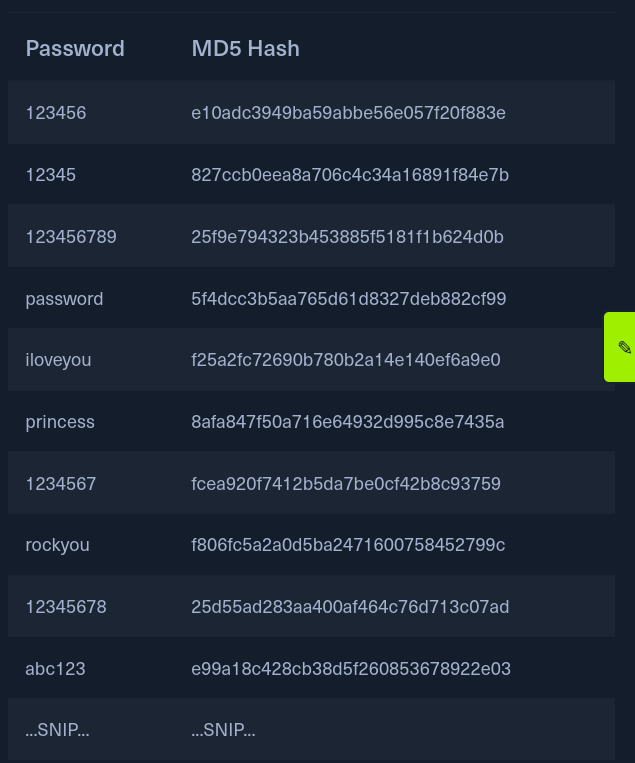 Password MD5 Hash
123456 e10adc3949ba59abbe56e057f20f883e
12345 827ccb0eea8a706c4c34a16891f84e7b
123456789 25f9e794323b453885f5181f1b624d0b
password 5f4dcc3b5aa765d61d8327deb882cf99
iloveyou f25a2fc72690b780b2a14e140ef6a9e0
princess 8afa847f50a716e64932d995c8e7435a
1234567 fcea920f7412b5da7be0cf42b8c93759
rockyou f806fc5a2a0d5ba2471600758452799c
12345678 25d55ad283aa400af464c76d713c07ad
abc123 e99a18c428cb38d5f260853678922e03
...SNIP... ...SNIP...